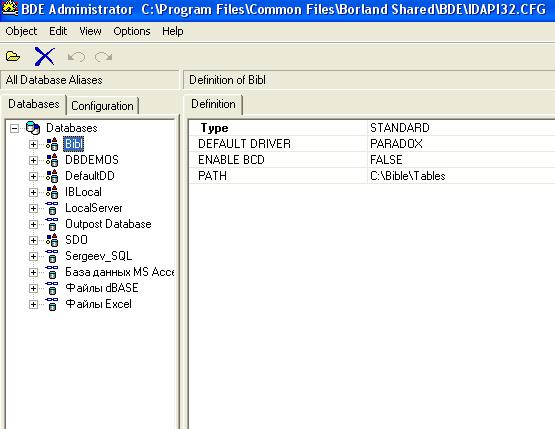 BDE Administrator C:\Program Files\Common Files\Borland Shared\BDE\IDAPI32.CFG
Object Edit View Options Help
All Database Aliases
Definition of Bibl
Databases Configuration
Definition
Databases
Bibl
DBDEMOS
DefaultDD
IBLocal
LocalServer
Outpost Database
SDO
Sergeev_SQL
База данных MS Acce
Файлы dBASE
Файлы Excel
Type STANDARD
DEFAULT DRIVER PARADOX
ENABLE BCD FALSE
PATH C:\Bible\Tables